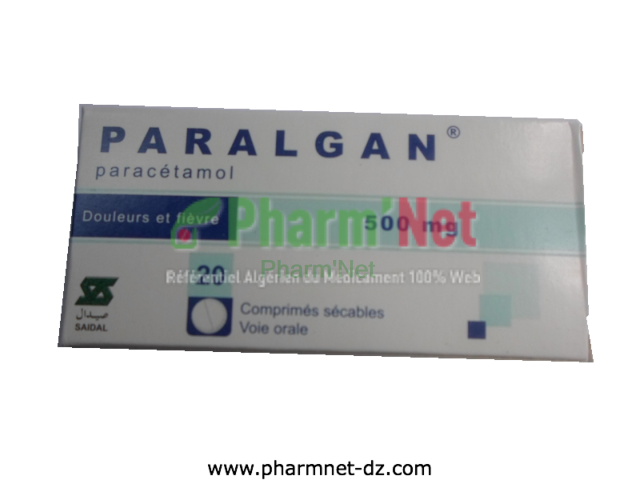 PARALGAN®
paracétamol
Douleurs et fièvre
500 mg
Pharm'Net
Pharm'Net
20
Référentiel Algérien du Médicament 100% Web
Comprimés sécables
Voie orale
صيدال
SAIDAL
www.pharmnet-dz.com